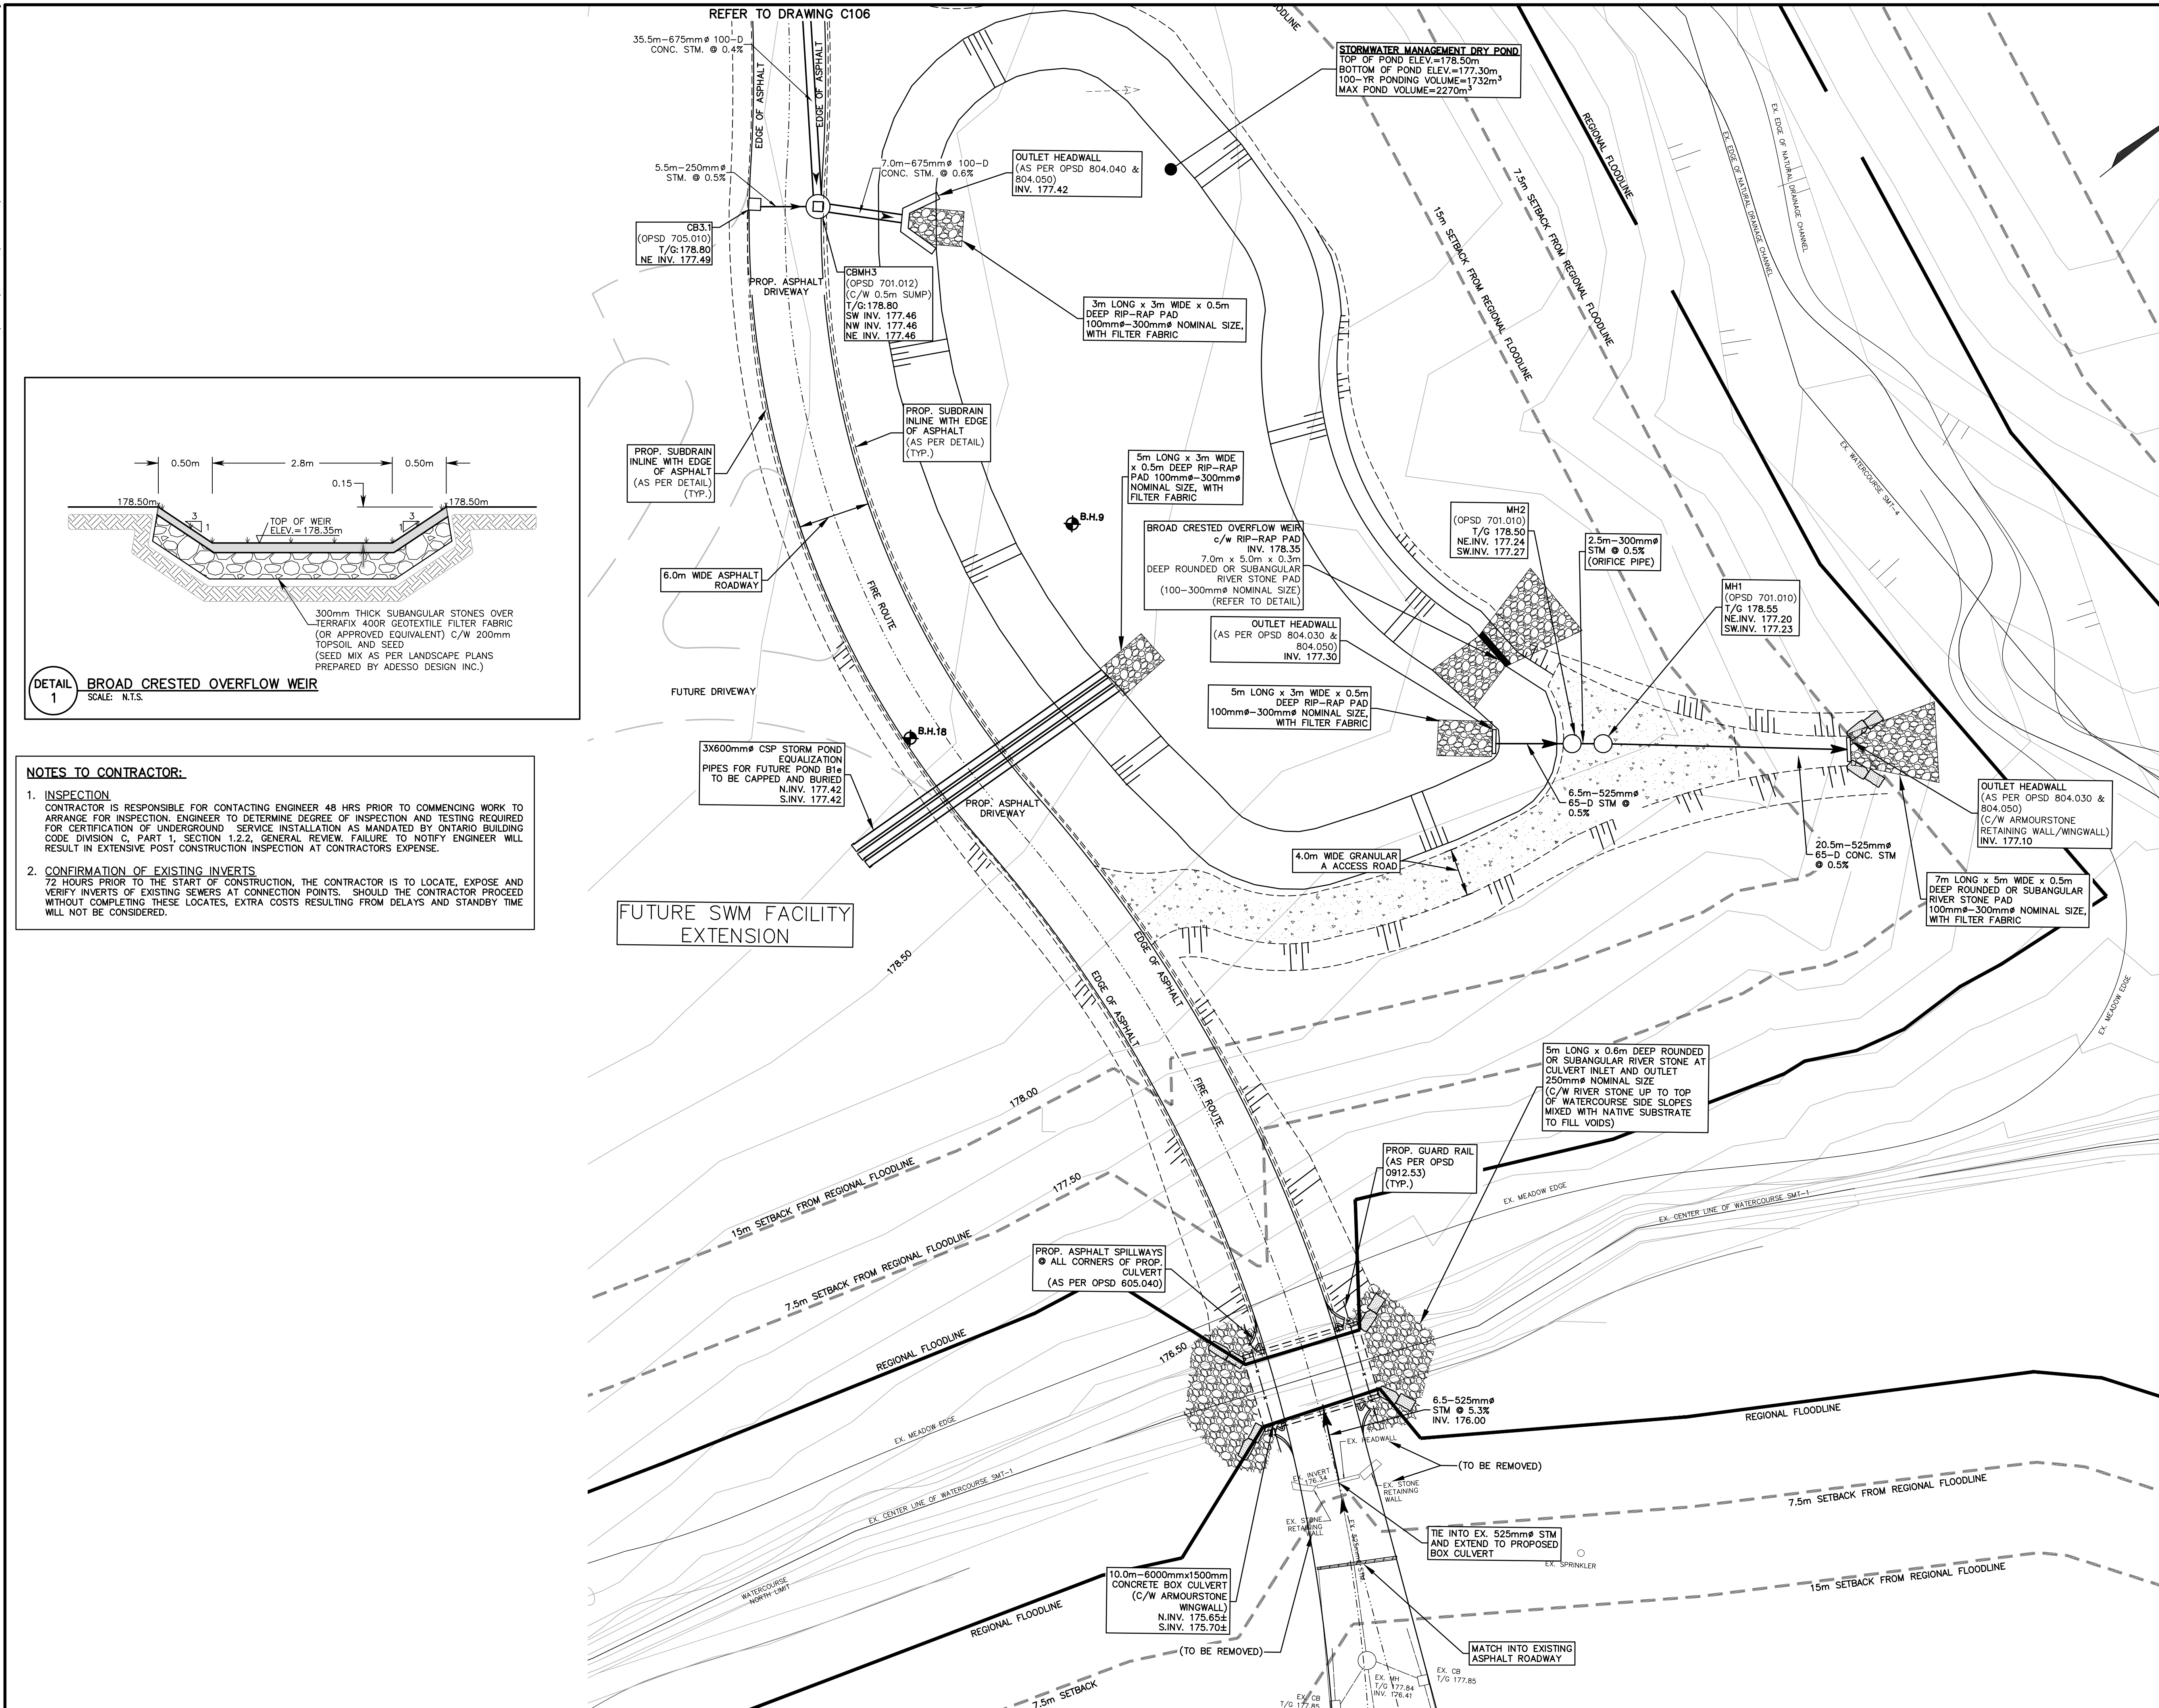 REFER TO DRAWING C106
35.5m-675mmø 100-D
CONC. STM. @ 0.4%
EDGE OF ASPHALT
EDGE OF ASPHALT
5.5m-250mmø
STM. @ 0.5%
7.0m-675mmø 100-D
CONC. STM. @ 0.6%
CB3.1
(OPSD 705.010)
T/G:178.80
NE INV. 177.49
PROP. ASPHALT
DRIVEWAY
CBMH3
(OPSD 701.012)
(C/W 0.5m SUMP)
T/G:178.80
SW INV. 177.46
NW INV. 177.46
NE INV. 177.46
OUTLET HEADWALL
(AS PER OPSD 804.040 &
804.050)
INV. 177.42
3m LONG x 3m WIDE x 0.5m
DEEP RIP-RAP PAD
100mmø-300mmø NOMINAL SIZE,
WITH FILTER FABRIC
STORMWATER MANAGEMENT DRY POND
TOP OF POND ELEV.=178.50m
BOTTOM OF POND ELEV.=177.30m
100-YR PONDING VOLUME=1732m³
MAX POND VOLUME=2270m³
REGIONAL FLOODLINE
7.5m SETBACK FROM REGIONAL FLOODLINE
15m SETBACK FROM REGIONAL FLOODLINE
EX. EDGE OF NATURAL DRAINAGE CHANNEL
EX. EDGE OF NATURAL DRAINAGE CHANNEL
EX. WATERCOURSE SMT-4
0.50m
2.8m
0.50m
0.15
178.50m
178.50m
3
1
3
1
TOP OF WEIR
ELEV.= 178.35m
300mm THICK SUBANGULAR STONES OVER
TERRAFIX 400R GEOTEXTILE FILTER FABRIC
(OR APPROVED EQUIVALENT) C/W 200mm
TOPSOIL AND SEED
(SEED MIX AS PER LANDSCAPE PLANS
PREPARED BY ADESSO DESIGN INC.)
DETAIL
1
BROAD CRESTED OVERFLOW WEIR
SCALE: N.T.S.
NOTES TO CONTRACTOR:
1. INSPECTION
CONTRACTOR IS RESPONSIBLE FOR CONTACTING ENGINEER 48 HRS PRIOR TO COMMENCING WORK TO
ARRANGE FOR INSPECTION. ENGINEER TO DETERMINE DEGREE OF INSPECTION AND TESTING REQUIRED
FOR CERTIFICATION OF UNDERGROUND SERVICE INSTALLATION AS MANDATED BY ONTARIO BUILDING
CODE DIVISION C, PART 1, SECTION 1.2.2, GENERAL REVIEW. FAILURE TO NOTIFY ENGINEER WILL
RESULT IN EXTENSIVE POST CONSTRUCTION INSPECTION AT CONTRACTORS EXPENSE.
2. CONFIRMATION OF EXISTING INVERTS
72 HOURS PRIOR TO THE START OF CONSTRUCTION, THE CONTRACTOR IS TO LOCATE, EXPOSE AND
VERIFY INVERTS OF EXISTING SEWERS AT CONNECTION POINTS. SHOULD THE CONTRACTOR PROCEED
WITHOUT COMPLETING THESE LOCATES, EXTRA COSTS RESULTING FROM DELAYS AND STANDBY TIME
WILL NOT BE CONSIDERED.
PROP. SUBDRAIN
INLINE WITH EDGE
OF ASPHALT
(AS PER DETAIL)
(TYP.)
PROP. SUBDRAIN
INLINE WITH EDGE
OF ASPHALT
(AS PER DETAIL)
(TYP.)
6.0m WIDE ASPHALT
ROADWAY
FIRE ROUTE
B.H.9
5m LONG x 3m WIDE
x 0.5m DEEP RIP-RAP
PAD 100mmø-300mmø
NOMINAL SIZE, WITH
FILTER FABRIC
BROAD CRESTED OVERFLOW WEIR
c/w RIP-RAP PAD
INV. 178.35
7.0m x 5.0m x 0.3m
DEEP ROUNDED OR SUBANGULAR
RIVER STONE PAD
(100-300mmø NOMINAL SIZE)
(REFER TO DETAIL)
OUTLET HEADWALL
(AS PER OPSD 804.030 &
804.050)
INV. 177.30
5m LONG x 3m WIDE x 0.5m
DEEP RIP-RAP PAD
100mmø-300mmø NOMINAL SIZE,
WITH FILTER FABRIC
MH2
(OPSD 701.010)
T/G 178.50
NE.INV. 177.24
SW.INV. 177.27
2.5m-300mmø
STM @ 0.5%
(ORIFICE PIPE)
MH1
(OPSD 701.010)
T/G 178.55
NE.INV. 177.20
SW.INV. 177.23
FUTURE DRIVEWAY
B.H.18
3X600mmø CSP STORM POND
EQUALIZATION
PIPES FOR FUTURE POND B1e
TO BE CAPPED AND BURIED
N.INV. 177.42
S.INV. 177.42
PROP. ASPHALT
DRIVEWAY
6.5m-525mmø
65-D STM @
0.5%
4.0m WIDE GRANULAR
A ACCESS ROAD
20.5m-525mmø
65-D CONC. STM
@ 0.5%
OUTLET HEADWALL
(AS PER OPSD 804.030 &
804.050)
(C/W ARMOURSTONE
RETAINING WALL/WINGWALL)
INV. 177.10
7m LONG x 5m WIDE x 0.5m
DEEP ROUNDED OR SUBANGULAR
RIVER STONE PAD
100mmø-300mmø NOMINAL SIZE,
WITH FILTER FABRIC
FUTURE SWM FACILITY
EXTENSION
178.50
EDGE OF ASPHALT
EDGE OF ASPHALT
FIRE ROUTE
178.00
177.50
EX. MEADOW EDGE
5m LONG x 0.6m DEEP ROUNDED
OR SUBANGULAR RIVER STONE AT
CULVERT INLET AND OUTLET
250mmø NOMINAL SIZE
(C/W RIVER STONE UP TO TOP
OF WATERCOURSE SIDE SLOPES
MIXED WITH NATIVE SUBSTRATE
TO FILL VOIDS)
PROP. GUARD RAIL
(AS PER OPSD
0912.53)
(TYP.)
EX. MEADOW EDGE
EX. CENTER LINE OF WATERCOURSE SMT-1
15m SETBACK FROM REGIONAL FLOODLINE
7.5m SETBACK FROM REGIONAL FLOODLINE
REGIONAL FLOODLINE
PROP. ASPHALT SPILLWAYS
@ ALL CORNERS OF PROP.
CULVERT
(AS PER OPSD 605.040)
176.50
EX. MEADOW EDGE
EX. CENTER LINE OF WATERCOURSE SMT-1
6.5-525mmø
STM @ 5.3%
INV. 176.00
EX. HEADWALL
(TO BE REMOVED)
EX. INVERT
176.34
EX. STONE
RETAINING
WALL
EX. STONE
RETAINING
WALL
EX. 525mmø STM
TIE INTO EX. 525mmø STM
AND EXTEND TO PROPOSED
BOX CULVERT
EX. SPRINKLER
REGIONAL FLOODLINE
7.5m SETBACK FROM REGIONAL FLOODLINE
15m SETBACK FROM REGIONAL FLOODLINE
10.0m-6000mmx1500mm
CONCRETE BOX CULVERT
(C/W ARMOURSTONE
WINGWALL)
N.INV. 175.65±
S.INV. 175.70±
(TO BE REMOVED)
WATERCOURSE
NORTH LIMIT
REGIONAL FLOODLINE
MATCH INTO EXISTING
ASPHALT ROADWAY
EX. MH
T/G 177.84
INV. 176.41
EX. CB
T/G 177.85
EX. CB
T/G 177.85
7.5m SETBACK